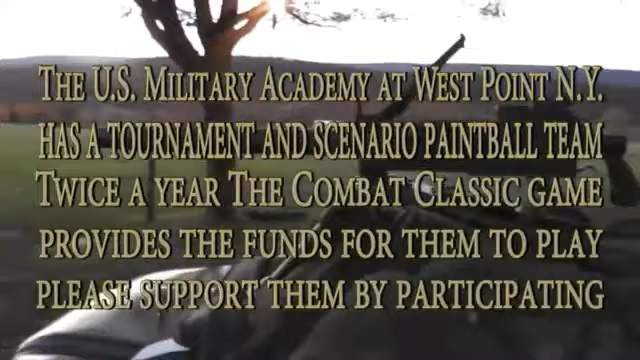 The U.S. Military Academy at West Point N.Y.
has a tournament and scenario paintball team
Twice a year The Combat Classic game
provides the funds for them to play
please support them by participating